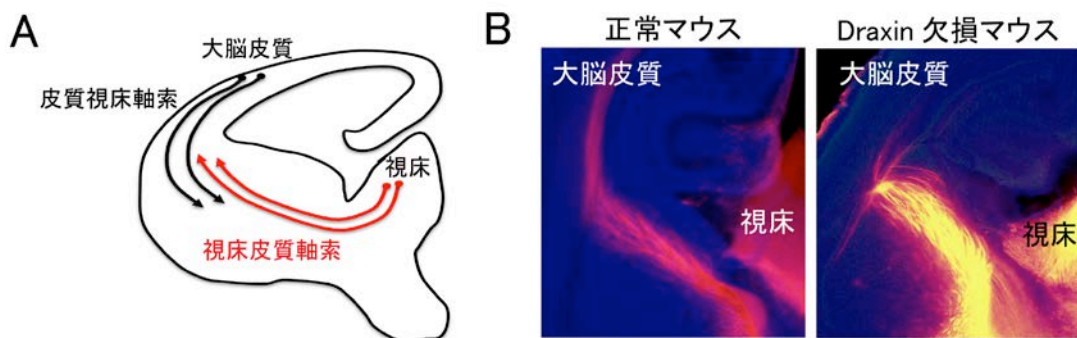 A
大脳皮質
皮質視床軸索
視床
視床皮質軸索
B
正常マウス
大脳皮質
視床
Draxin 欠損マウス
大脳皮質
視床